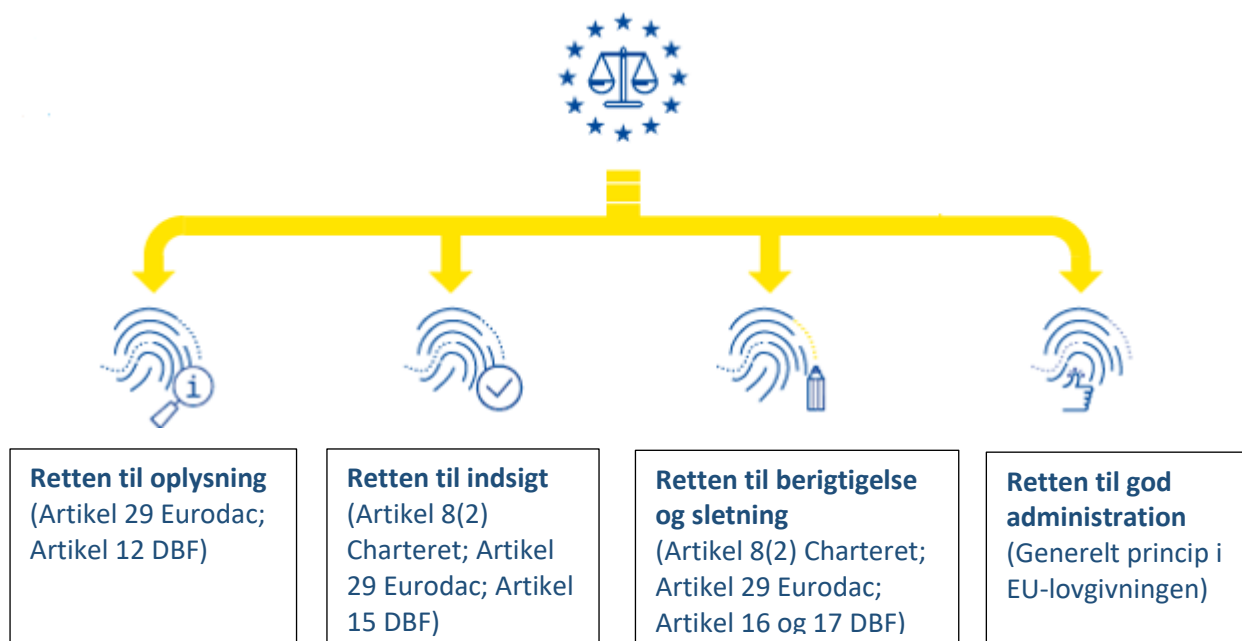 i
Retten til oplysning
(Artikel 29 Eurodac;
Artikel 12 DBF)
Retten til indsigt
(Artikel 8(2)
Charteret; Artikel
29 Eurodac; Artikel
15 DBF)
Retten til berigtigelse
og sletning
(Artikel 8(2) Charteret;
Artikel 29 Eurodac;
Artikel 16 og 17 DBF)
Retten til god
administration
(Generelt princip i
EU-lovgivningen)